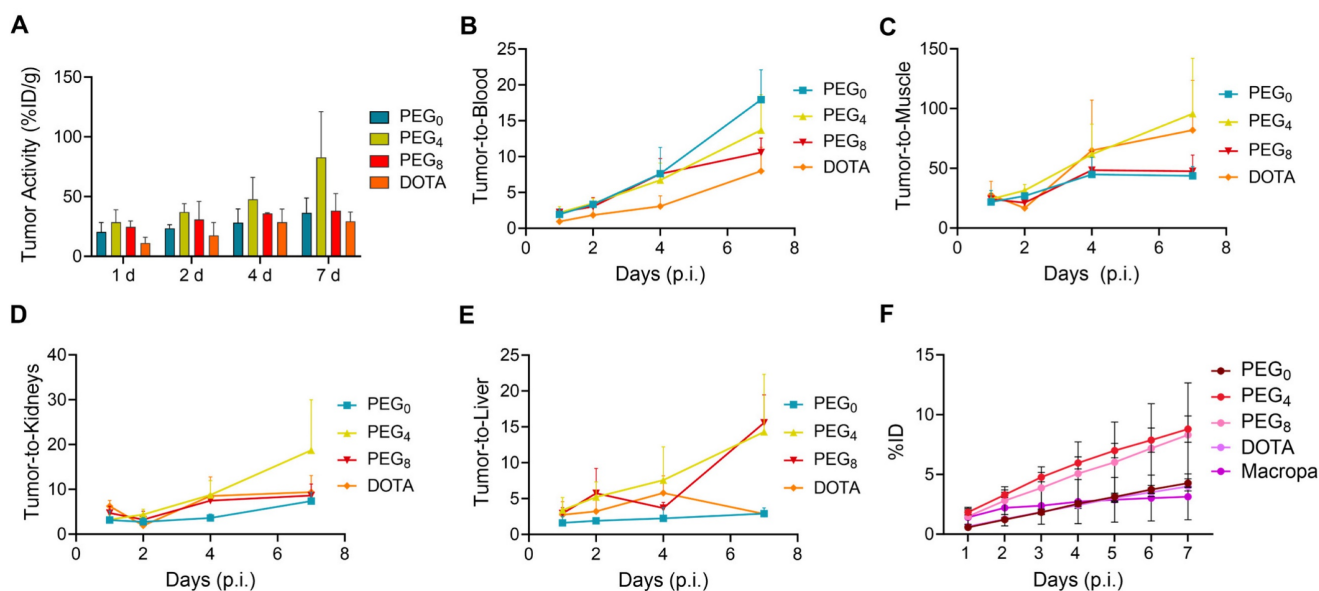 A
Tumor Activity (%ID/g)
150
100
50
0
1 d 2 d 4 d 7 d
PEG₀
PEG₄
PEG₈
DOTA
B
Tumor-to-Blood
25
20
15
10
5
0
0 2 4 6 8
Days (p.i.)
PEG₀
PEG₄
PEG₈
DOTA
C
Tumor-to-Muscle
150
100
50
0
0 2 4 6 8
Days (p.i.)
PEG₀
PEG₄
PEG₈
DOTA
D
Tumor-to-Kidneys
40
30
20
10
0
0 2 4 6 8
Days (p.i.)
PEG₀
PEG₄
PEG₈
DOTA
E
Tumor-to-Liver
25
20
15
10
5
0
0 2 4 6 8
Days (p.i.)
PEG₀
PEG₄
PEG₈
DOTA
F
%ID
15
10
5
0
1 2 3 4 5 6 7
Days (p.i.)
PEG₀
PEG₄
PEG₈
DOTA
Macropa